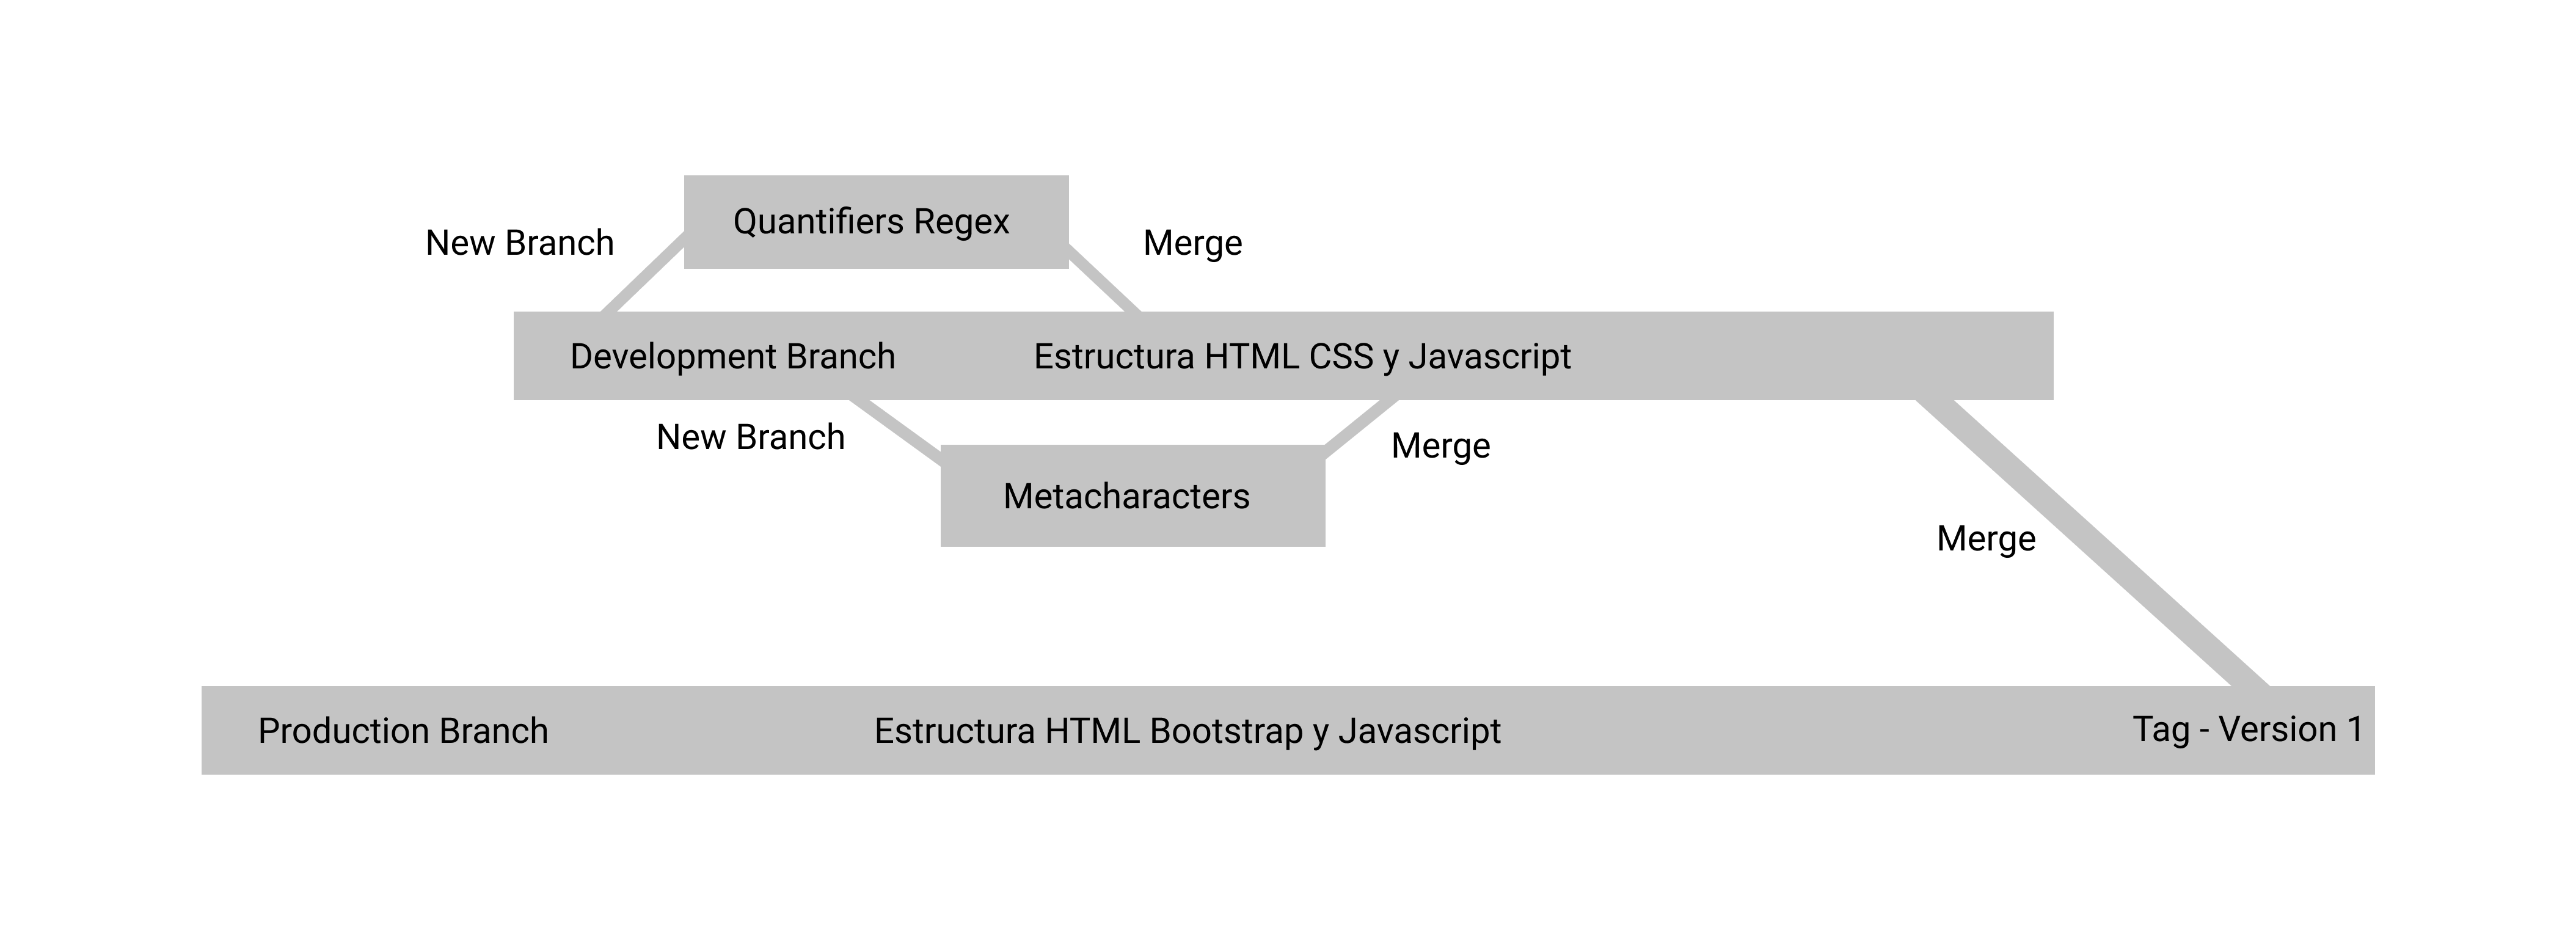 Quantifiers Regex
New Branch
Merge
Development Branch
Estructura HTML CSS y Javascript
New Branch
Merge
Metacharacters
Merge
Production Branch
Estructura HTML Bootstrap y Javascript
Tag - Version 1